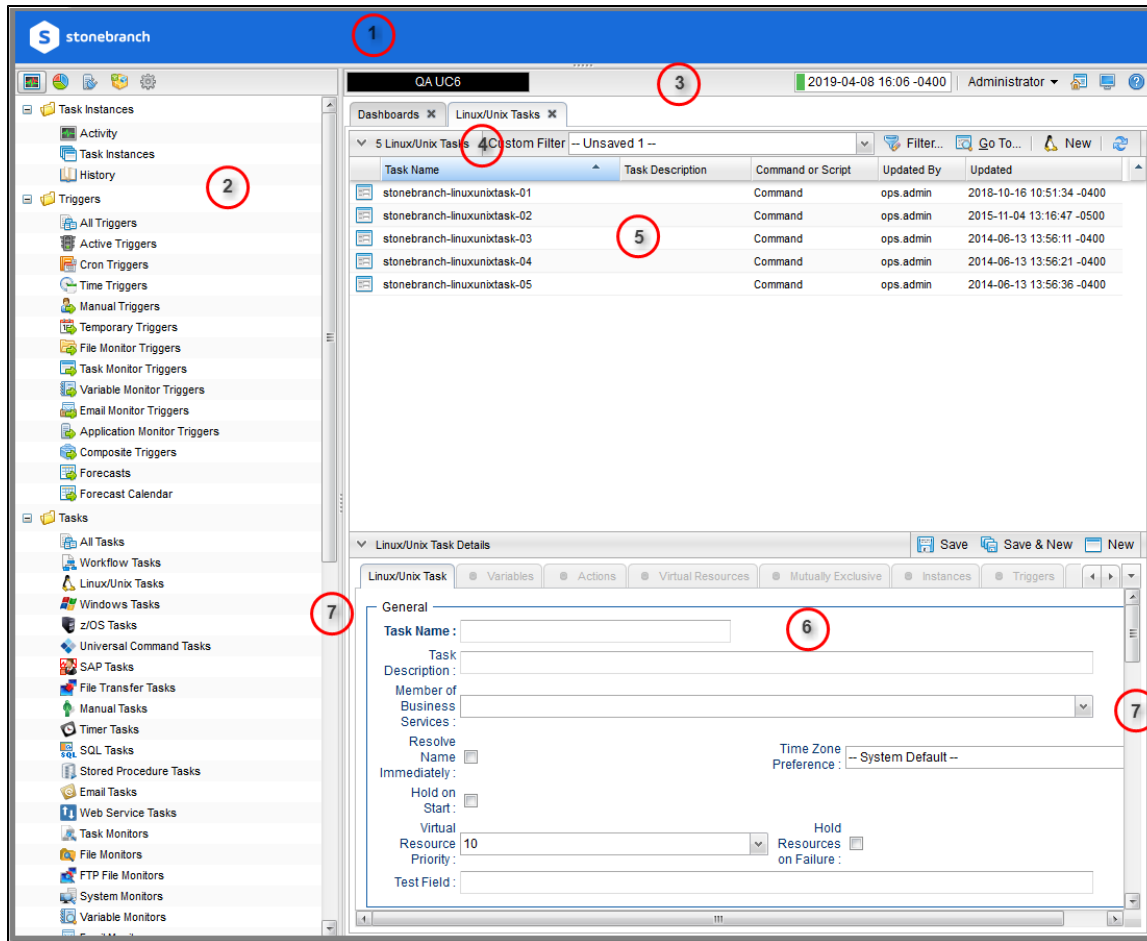 stonebranch
1
QA UC6
3
2019-04-08 16:06 -0400
Administrator
Task Instances
Activity
Task Instances
History
2
Triggers
All Triggers
Active Triggers
Cron Triggers
Time Triggers
Manual Triggers
Temporary Triggers
File Monitor Triggers
Task Monitor Triggers
Variable Monitor Triggers
Email Monitor Triggers
Application Monitor Triggers
Composite Triggers
Forecasts
Forecast Calendar
Tasks
All Tasks
Workflow Tasks
Linux/Unix Tasks
Windows Tasks
z/OS Tasks
Universal Command Tasks
SAP Tasks
File Transfer Tasks
Manual Tasks
Timer Tasks
SQL Tasks
Stored Procedure Tasks
Email Tasks
Web Service Tasks
Task Monitors
File Monitors
FTP File Monitors
System Monitors
Variable Monitors
7
Dashboards Linux/Unix Tasks
5 Linux/Unix Tasks 4 Custom Filter -- Unsaved 1 -- Filter... Go To... New
Task Name Task Description Command or Script Updated By Updated
stonebranch-linuxunixtask-01 Command ops.admin 2018-10-16 10:51:34 -0400
stonebranch-linuxunixtask-02 Command ops.admin 2015-11-04 13:16:47 -0500
stonebranch-linuxunixtask-03 5 Command ops.admin 2014-06-13 13:56:11 -0400
stonebranch-linuxunixtask-04 Command ops.admin 2014-06-13 13:56:21 -0400
stonebranch-linuxunixtask-05 Command ops.admin 2014-06-13 13:56:36 -0400
Linux/Unix Task Details Save Save & New New
Linux/Unix Task Variables Actions Virtual Resources Mutually Exclusive Instances Triggers
General
Task Name :
6
Task
Description :
Member of
Business
Services :
7
Resolve
Name
Immediately :
Time Zone
Preference : -- System Default --
Hold on
Start :
Virtual
Resource
Priority :
10
Hold
Resources
on Failure :
Test Field :